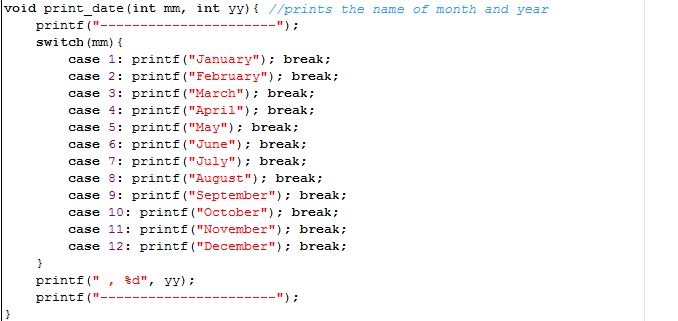 void print_date(int mm, int yy){ //prints the name of month and year
    printf("----------------------");
    switch(mm){
        case 1: printf("January"); break;
        case 2: printf("February"); break;
        case 3: printf("March"); break;
        case 4: printf("April"); break;
        case 5: printf("May"); break;
        case 6: printf("June"); break;
        case 7: printf("July"); break;
        case 8: printf("August"); break;
        case 9: printf("September"); break;
        case 10: printf("October"); break;
        case 11: printf("November"); break;
        case 12: printf("December"); break;
    }
    printf(" , %d", yy);
    printf("----------------------");
}